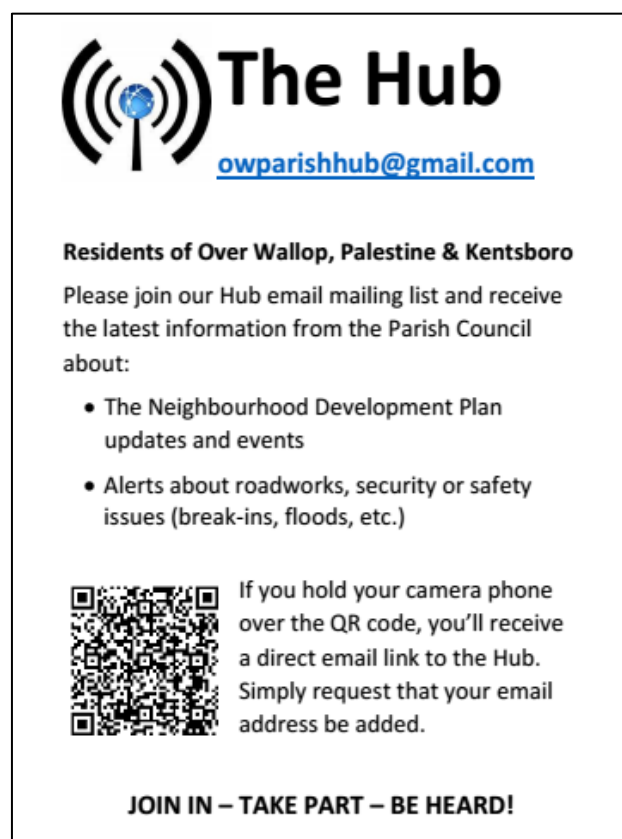 The Hub
owparishhub@gmail.com
Residents of Over Wallop, Palestine & Kentsboro
Please join our Hub email mailing list and receive
the latest information from the Parish Council
about:
• The Neighbourhood Development Plan
updates and events
• Alerts about roadworks, security or safety
issues (break-ins, floods, etc.)
If you hold your camera phone
over the QR code, you’ll receive
a direct email link to the Hub.
Simply request that your email
address be added.
JOIN IN – TAKE PART – BE HEARD!